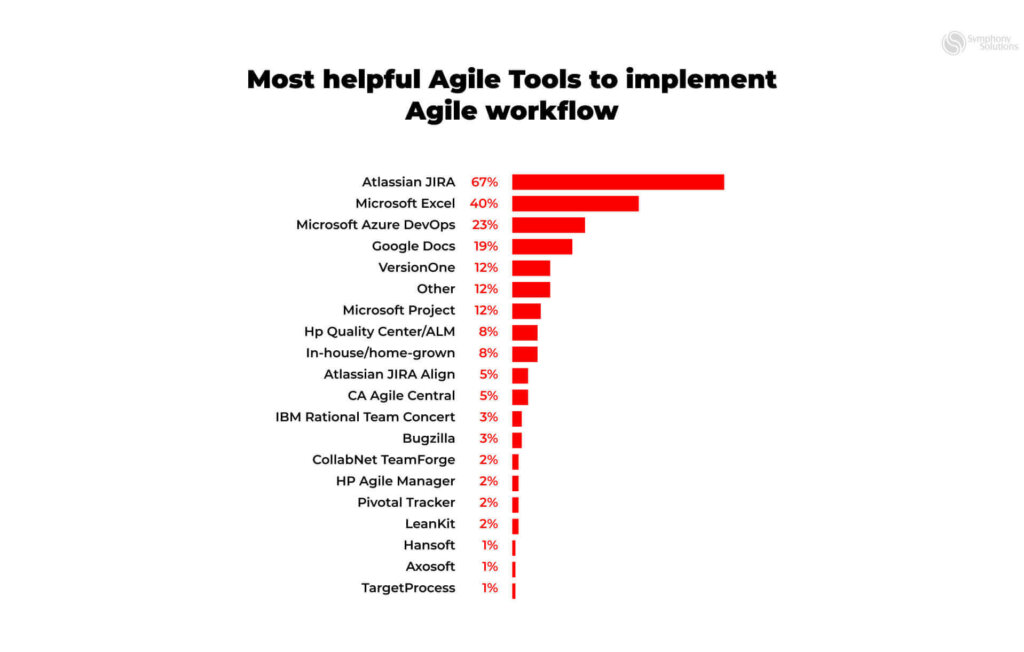 Symphony
Solutions
Most helpful Agile Tools to implement
Agile workflow
Atlassian JIRA 67%
Microsoft Excel 40%
Microsoft Azure DevOps 23%
Google Docs 19%
VersionOne 12%
Other 12%
Microsoft Project 12%
Hp Quality Center/ALM 8%
In-house/home-grown 8%
Atlassian JIRA Align 5%
CA Agile Central 5%
IBM Rational Team Concert 3%
Bugzilla 3%
CollabNet TeamForge 2%
HP Agile Manager 2%
Pivotal Tracker 2%
LeanKit 2%
Hansoft 1%
Axosoft 1%
TargetProcess 1%